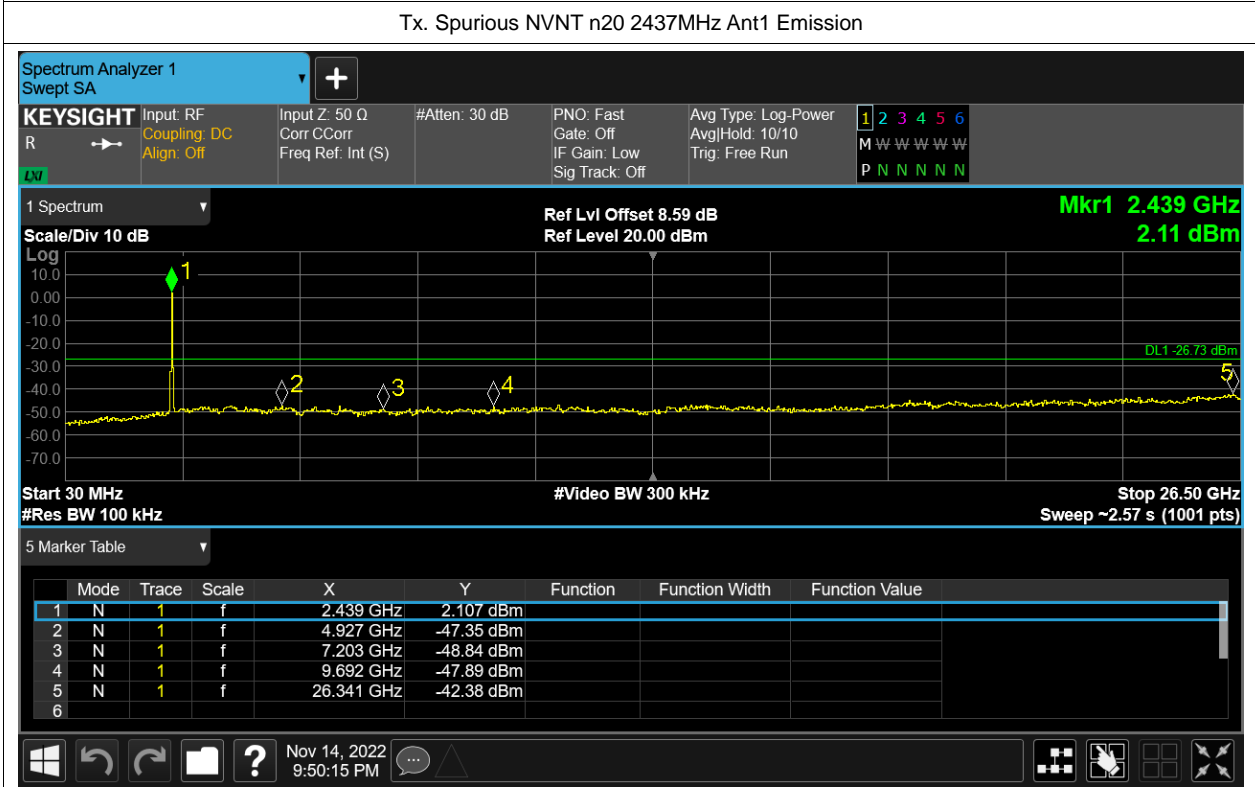 Tx. Spurious NVNT n20 2437MHz Ant1 Emission
Spectrum Analyzer 1
Swept SA
+
KEYSIGHT Input: RF Input Z: 50 Ω #Atten: 30 dB PNO: Fast Avg Type: Log-Power 1 2 3 4 5 6
R Coupling: DC Corr CCorr Gate: Off Avg|Hold: 10/10 M W W W W W W
Align: Off Freq Ref: Int (S) IF Gain: Low Trig: Free Run
LXI Sig Track: Off P N N N N N
1 Spectrum Ref Lvl Offset 8.59 dB Mkr1 2.439 GHz
Scale/Div 10 dB Ref Level 20.00 dBm 2.11 dBm
Log
10.0 1
0.00
-10.0
-20.0
DL1 -26.73 dBm
-30.0
-40.0 2 3 4 5
-50.0
-60.0
-70.0
Start 30 MHz #Video BW 300 kHz Stop 26.50 GHz
#Res BW 100 kHz Sweep ~2.57 s (1001 pts)
5 Marker Table
Mode Trace Scale X Y Function Function Width Function Value
1 N 1 f 2.439 GHz 2.107 dBm
2 N 1 f 4.927 GHz -47.35 dBm
3 N 1 f 7.203 GHz -48.84 dBm
4 N 1 f 9.692 GHz -47.89 dBm
5 N 1 f 26.341 GHz -42.38 dBm
6
? Nov 14, 2022
9:50:15 PM